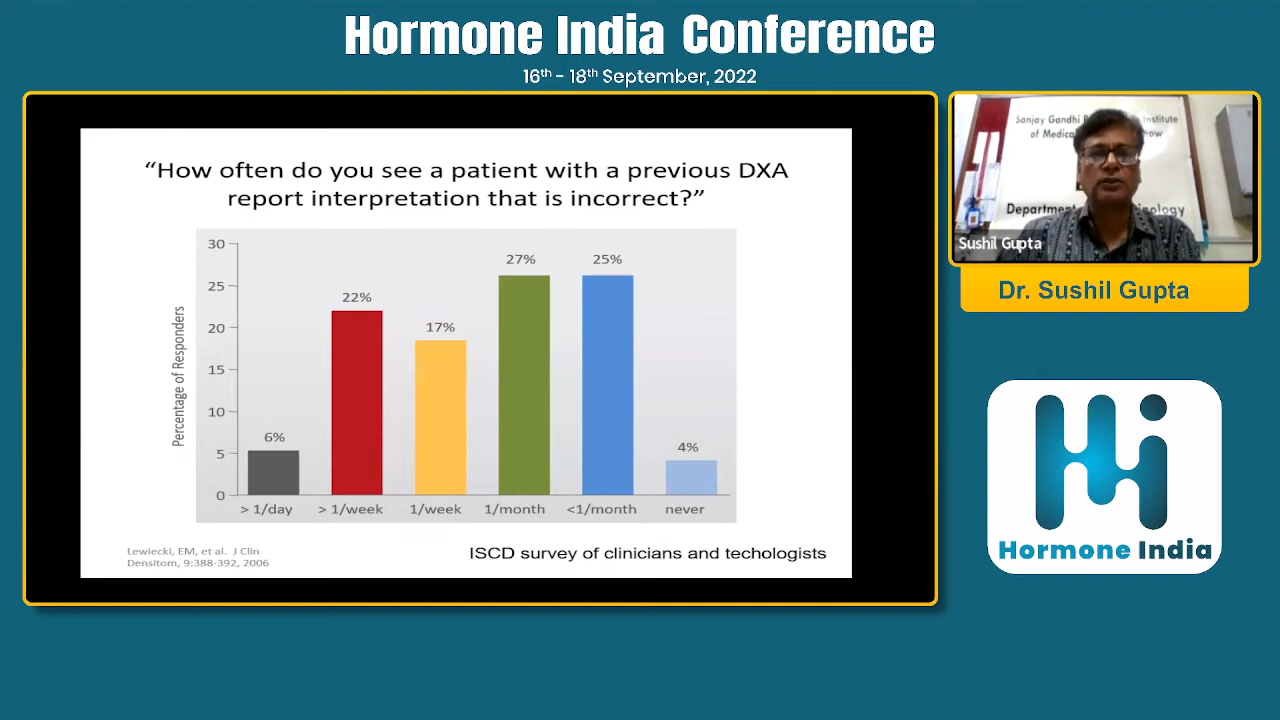 Hormone India Conference
16th - 18th September, 2022
“How often do you see a patient with a previous DXA
report interpretation that is incorrect?”
Percentage of Responders
30
25
20
15
10
5
0
6%
22%
17%
27%
25%
4%
> 1/day
> 1/week
1/week
1/month
<1/month
never
Lewiecki, EM, et al. J Clin
Densitom, 9:388-392, 2006
ISCD survey of clinicians and techologists
Sanjay Gandhi Institute
of Medical
Department
Sushil Gupta
Dr. Sushil Gupta
Hormone India